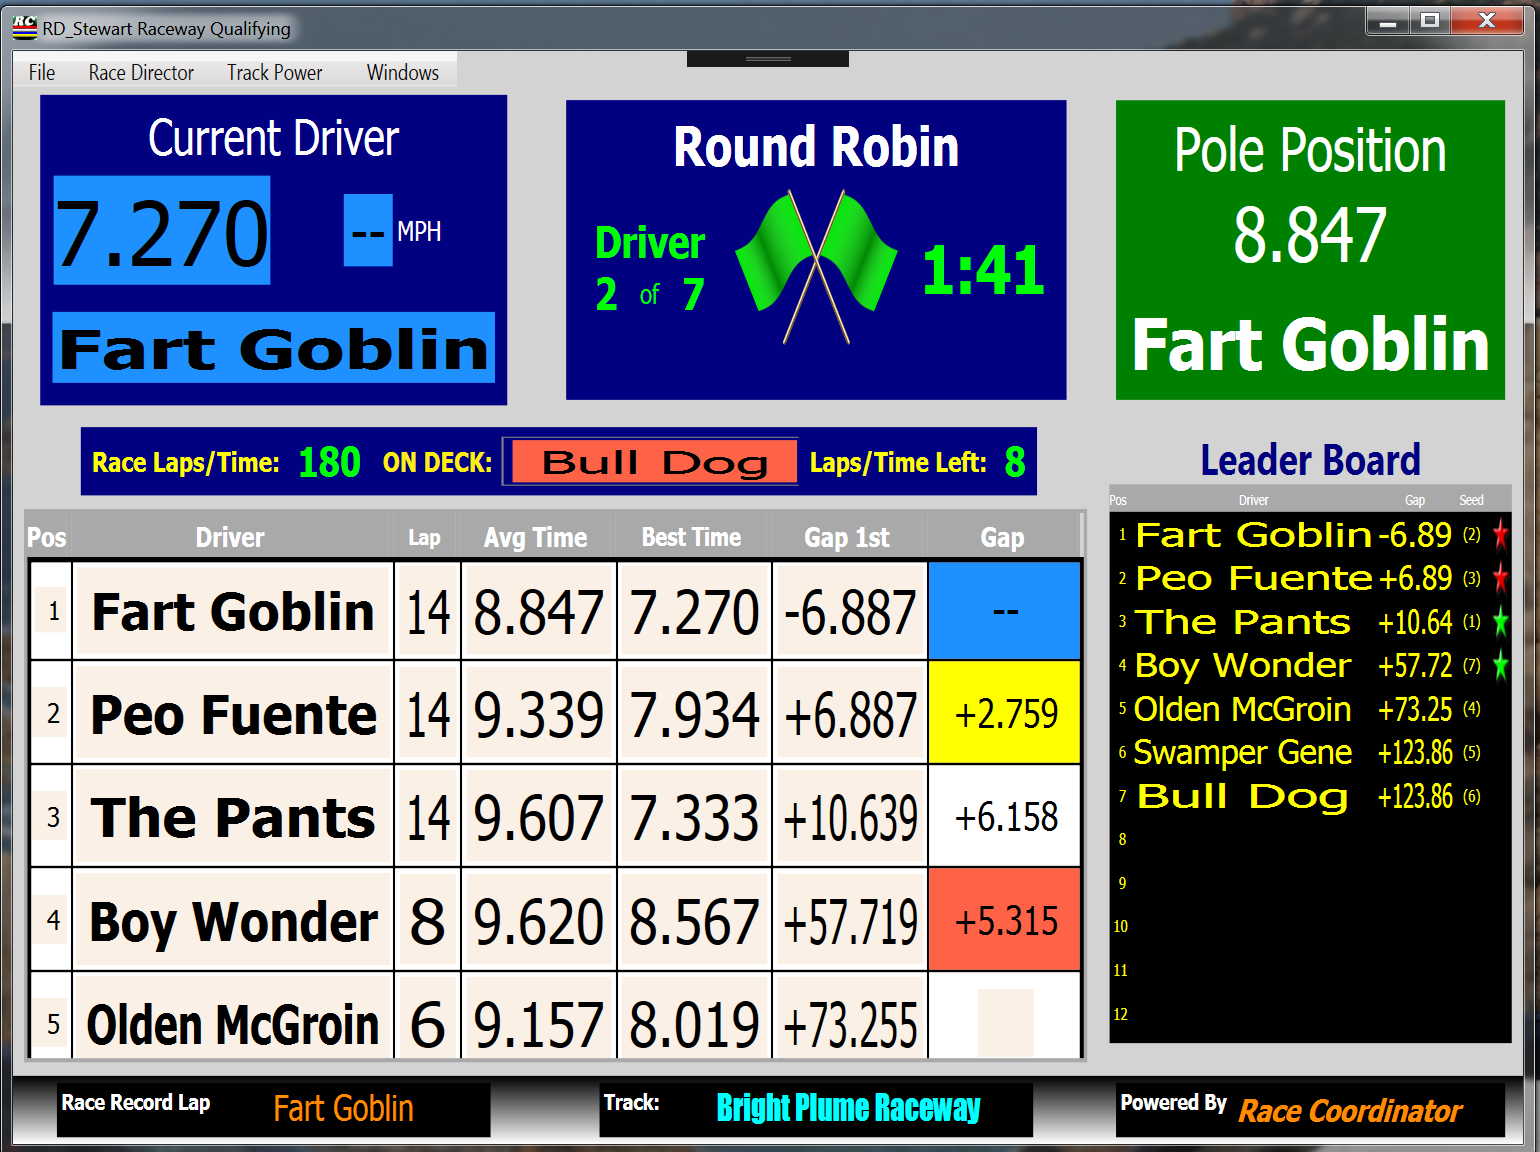 RC RD_Stewart Raceway Qualifying
File Race Director Track Power Windows
Current Driver
7.270 -- MPH
Fart Goblin
Round Robin
Driver
2 of 7
1:41
Pole Position
8.847
Fart Goblin
Race Laps/Time: 180 ON DECK: Bull Dog Laps/Time Left: 8
Pos Driver Lap Avg Time Best Time Gap 1st Gap
1 Fart Goblin 14 8.847 7.270 -6.887 --
2 Peo Fuente 14 9.339 7.934 +6.887 +2.759
3 The Pants 14 9.607 7.333 +10.639 +6.158
4 Boy Wonder 8 9.620 8.567 +57.719 +5.315
5 Olden McGroin 6 9.157 8.019 +73.255
Leader Board
Pos Driver Gap Seed
1 Fart Goblin -6.89 (2)
2 Peo Fuente +6.89 (3)
3 The Pants +10.64 (1)
4 Boy Wonder +57.72 (7)
5 Olden McGroin +73.25 (4)
6 Swamper Gene +123.86 (5)
7 Bull Dog +123.86 (6)
8
9
10
11
12
Race Record Lap Fart Goblin
Track: Bright Plume Raceway
Powered By Race Coordinator